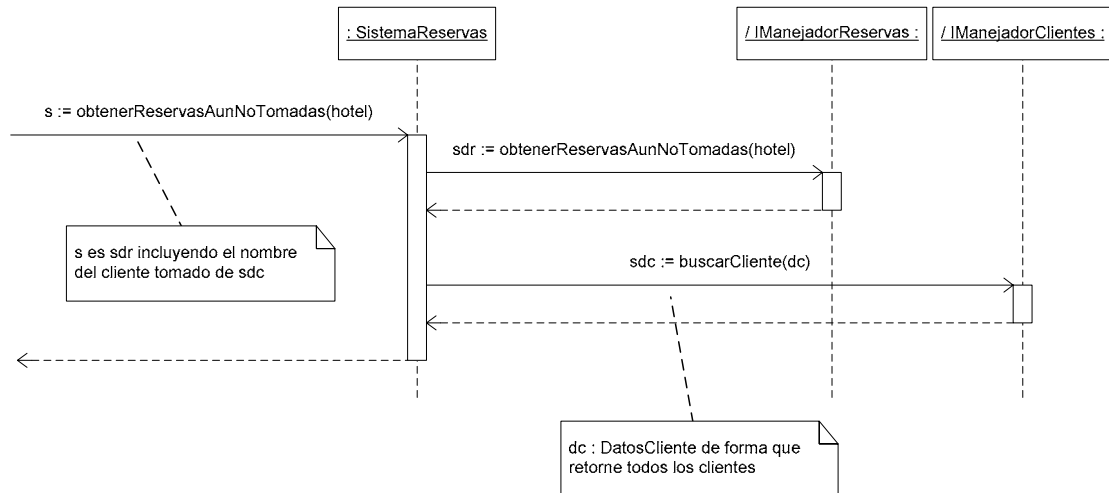 : SistemaReservas
/ IManejadorReservas :
/ IManejadorClientes :
s := obtenerReservasAunNoTomadas(hotel)
sdr := obtenerReservasAunNoTomadas(hotel)
s es sdr incluyendo el nombre
del cliente tomado de sdc
sdc := buscarCliente(dc)
dc : DatosCliente de forma que
retorne todos los clientes